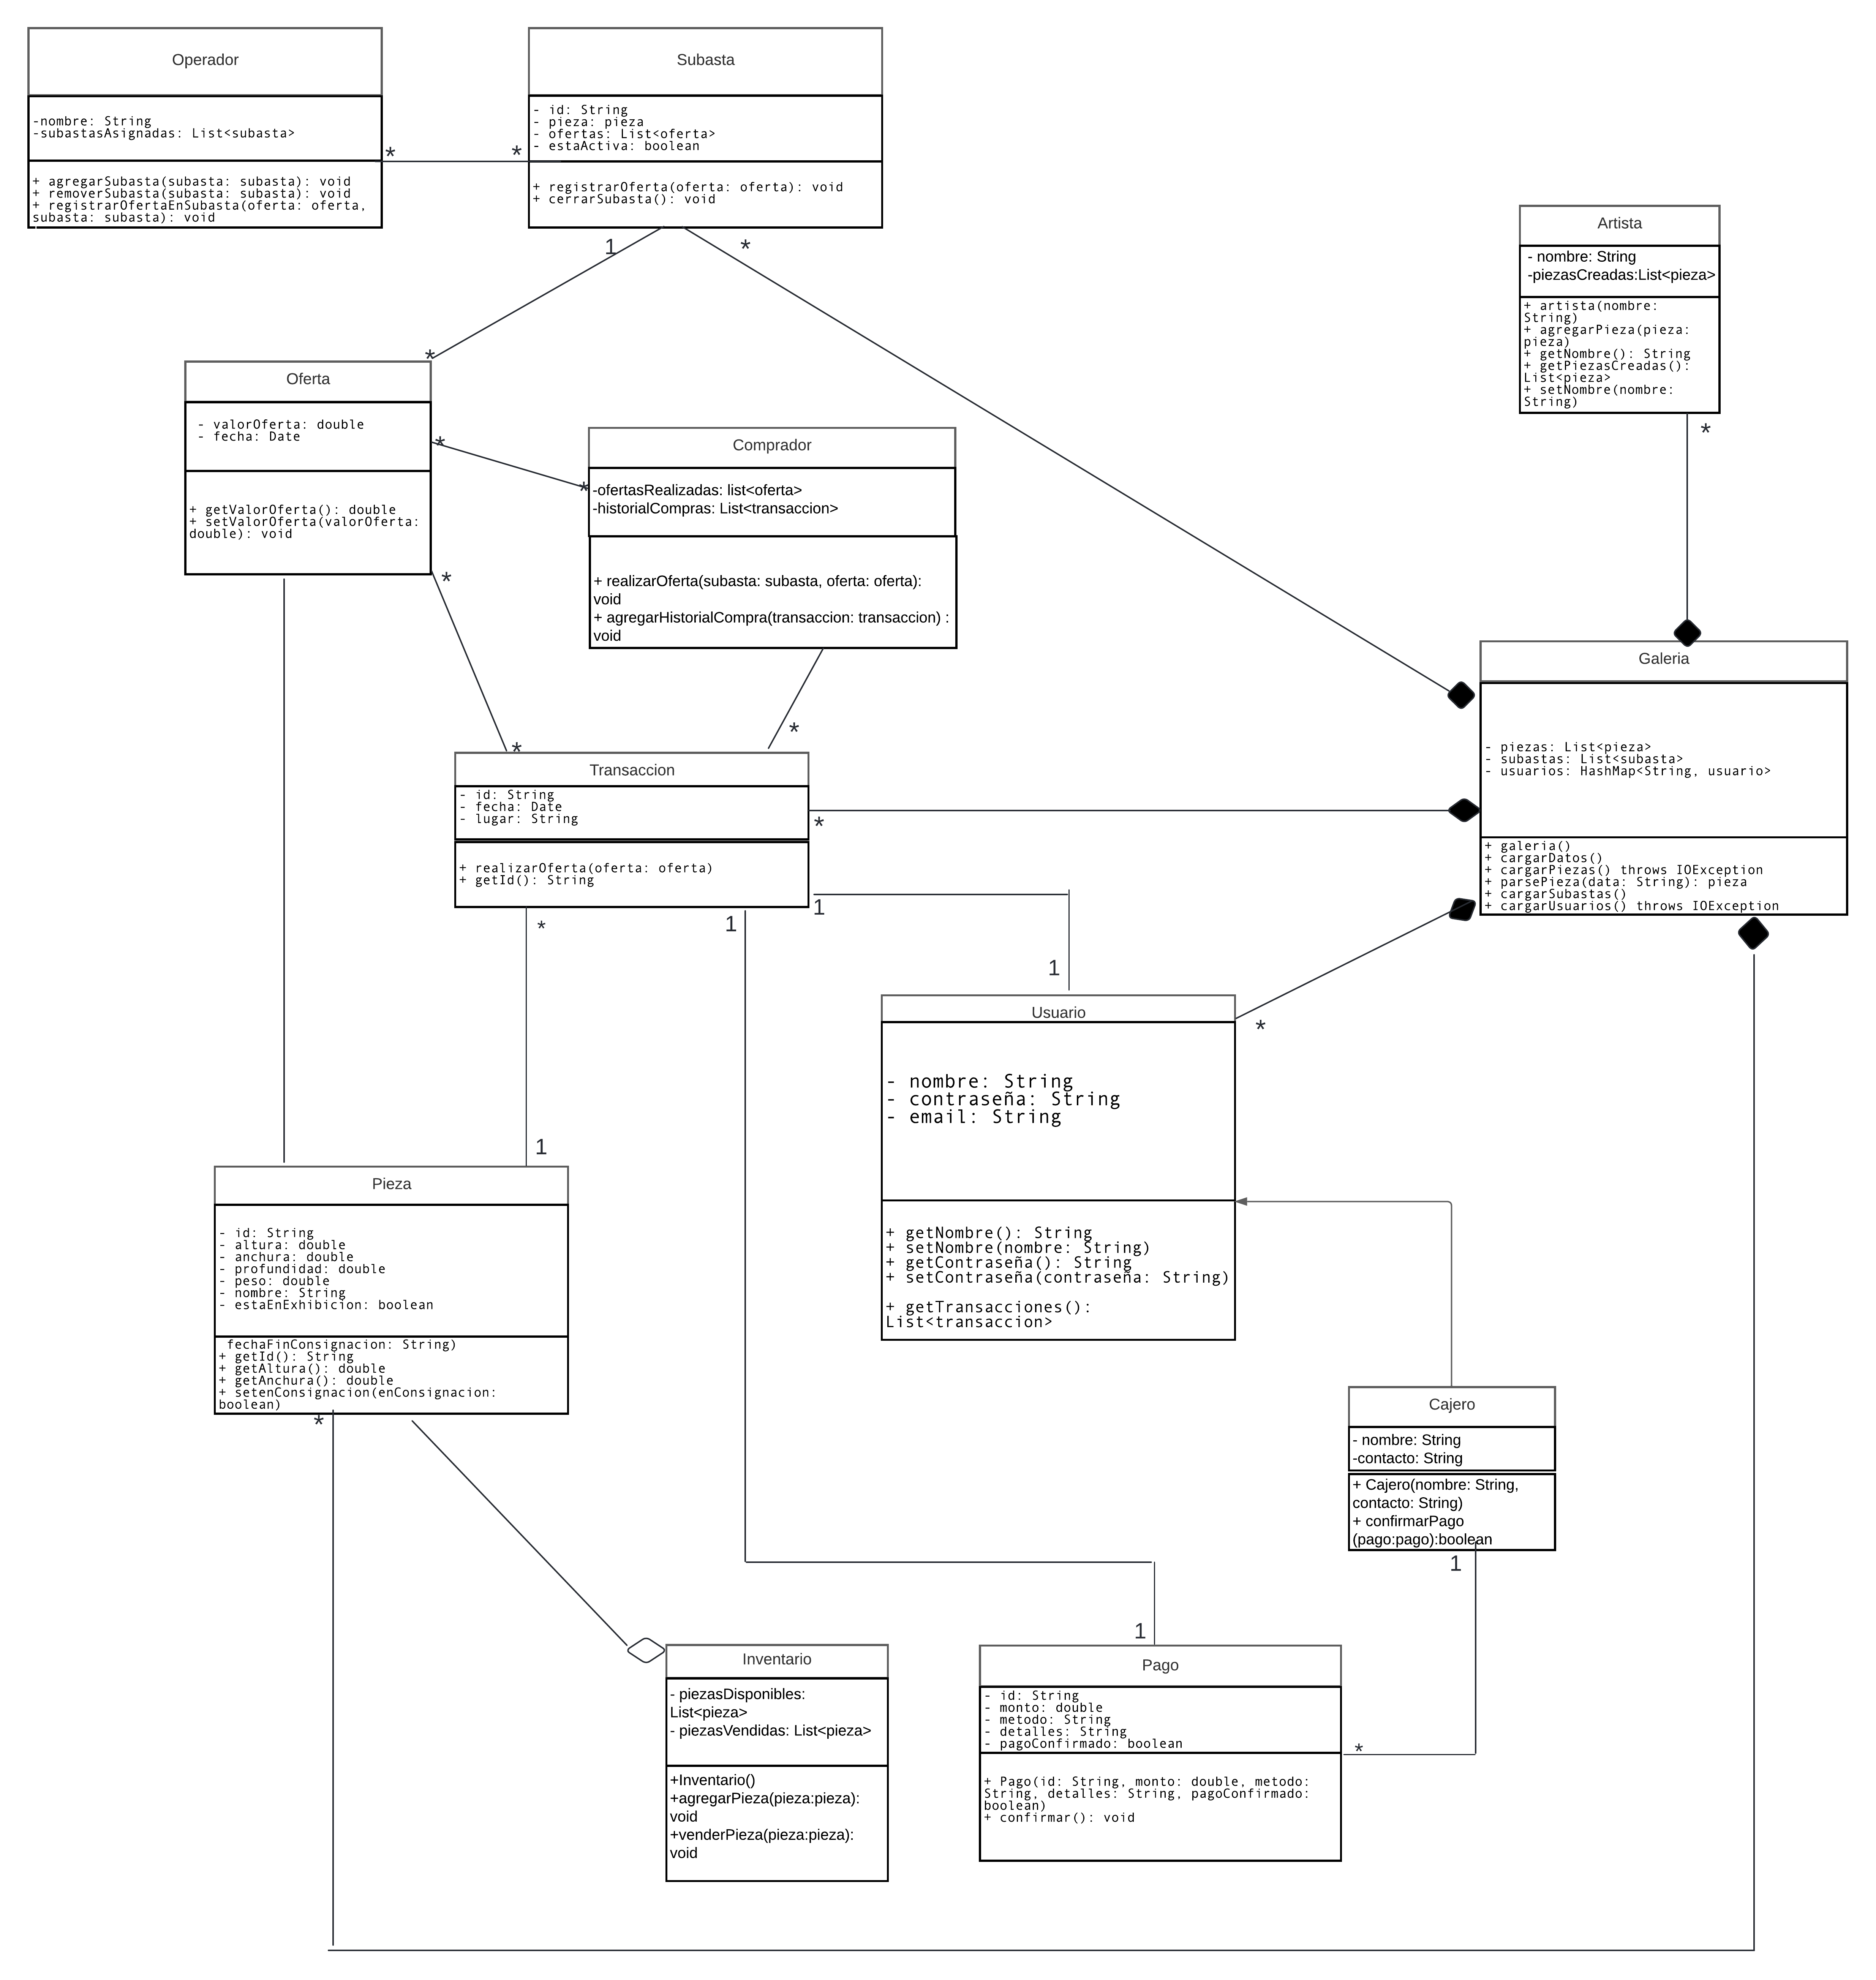 Operador
-nombre: String
-subastasAsignadas: List<subasta>
+ agregarSubasta(subasta: subasta): void
+ removerSubasta(subasta: subasta): void
+ registrarOfertaEnSubasta(oferta: oferta,
subasta: subasta): void
*
*
Subasta
- id: String
- pieza: pieza
- ofertas: List<oferta>
- estaActiva: boolean
+ registrarOferta(oferta: oferta): void
+ cerrarSubasta(): void
1
*
*
Artista
- nombre: String
-piezasCreadas:List<pieza>
+ artista(nombre:
String)
+ agregarPieza(pieza:
pieza)
+ getNombre(): String
+ getPiezasCreadas():
List<pieza>
+ setNombre(nombre:
String)
*
Oferta
- valorOferta: double
- fecha: Date
+ getValorOferta(): double
+ setValorOferta(valorOferta:
double): void
*
*
*
Comprador
-ofertasRealizadas: list<oferta>
-historialCompras: List<transaccion>
+ realizarOferta(subasta: subasta, oferta: oferta):
void
+ agregarHistorialCompra(transaccion: transaccion) :
void
*
*
Galeria
- piezas: List<pieza>
- subastas: List<subasta>
- usuarios: HashMap<String, usuario>
+ galeria()
+ cargarDatos()
+ cargarPiezas() throws IOException
+ parsePieza(data: String): pieza
+ cargarSubastas()
+ cargarUsuarios() throws IOException
Transaccion
- id: String
- fecha: Date
- lugar: String
+ realizarOferta(oferta: oferta)
+ getId(): String
*
1
1
*
1
1
Usuario
- nombre: String
- contraseña: String
- email: String
+ getNombre(): String
+ setNombre(nombre: String)
+ getContraseña(): String
+ setContraseña(contraseña: String)
+ getTransacciones():
List<transaccion>
*
Pieza
- id: String
- altura: double
- anchura: double
- profundidad: double
- peso: double
- nombre: String
- estaEnExhibicion: boolean
fechaFinConsignacion: String)
+ getId(): String
+ getAltura(): double
+ getAnchura(): double
+ setenConsignacion(enConsignacion:
boolean)
*
Cajero
- nombre: String
-contacto: String
+ Cajero(nombre: String,
contacto: String)
+ confirmarPago
(pago:pago):boolean
1
1
*
Inventario
- piezasDisponibles:
List<pieza>
- piezasVendidas: List<pieza>
+Inventario()
+agregarPieza(pieza:pieza):
void
+venderPieza(pieza:pieza):
void
Pago
- id: String
- monto: double
- metodo: String
- detalles: String
- pagoConfirmado: boolean
+ Pago(id: String, monto: double, metodo:
String, detalles: String, pagoConfirmado:
boolean)
+ confirmar(): void